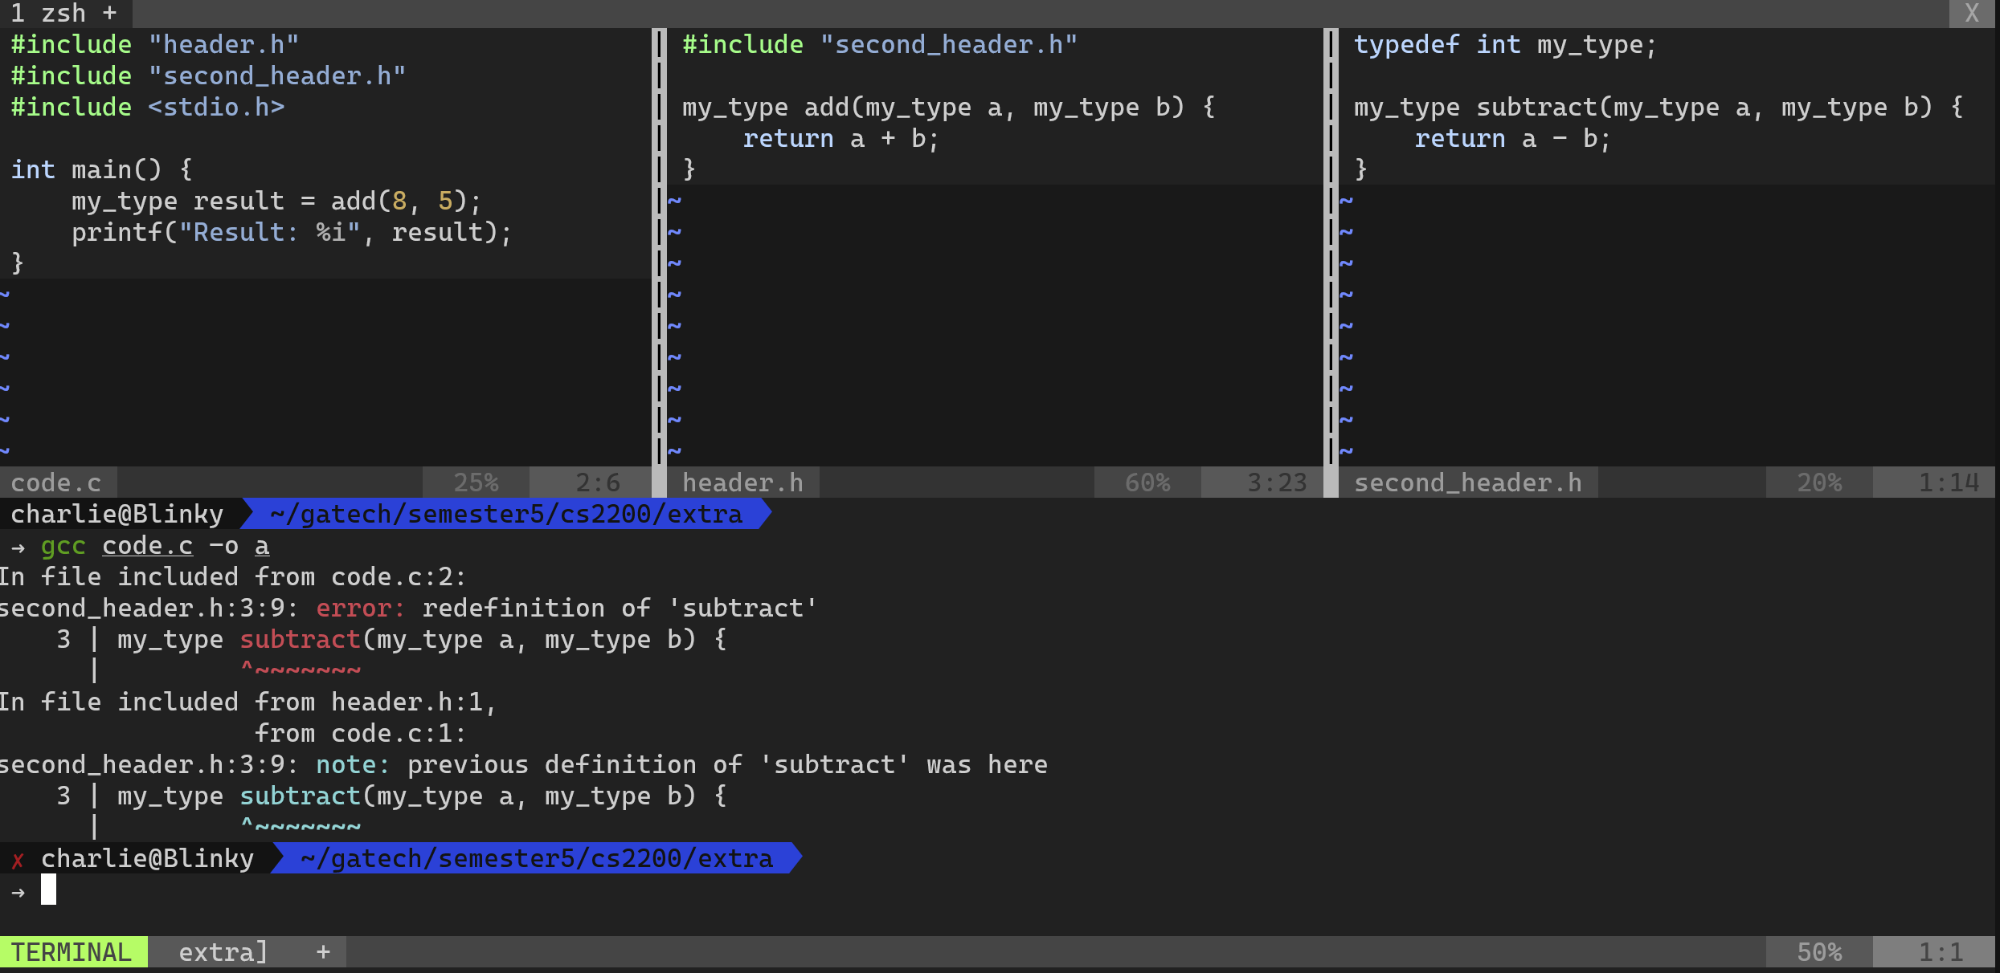 1 zsh + X
#include "header.h"
#include "second_header.h"
#include <stdio.h>

int main() {
    my_type result = add(8, 5);
    printf("Result: %i", result);
}
~
~
~
~
~
~
code.c 25% 2:6
#include "second_header.h"

my_type add(my_type a, my_type b) {
    return a + b;
}
~
~
~
~
~
~
~
~
~
header.h 60% 3:23
typedef int my_type;

my_type subtract(my_type a, my_type b) {
    return a - b;
}
~
~
~
~
~
~
~
~
~
second_header.h 20% 1:14
charlie@Blinky ~/gatech/semester5/cs2200/extra
→ gcc code.c -o a
In file included from code.c:2:
second_header.h:3:9: error: redefinition of 'subtract'
    3 | my_type subtract(my_type a, my_type b) {
      |         ^~~~~~~~
In file included from header.h:1,
                 from code.c:1:
second_header.h:3:9: note: previous definition of 'subtract' was here
    3 | my_type subtract(my_type a, my_type b) {
      |         ^~~~~~~~
✗ charlie@Blinky ~/gatech/semester5/cs2200/extra
→
TERMINAL extra] + 50% 1:1